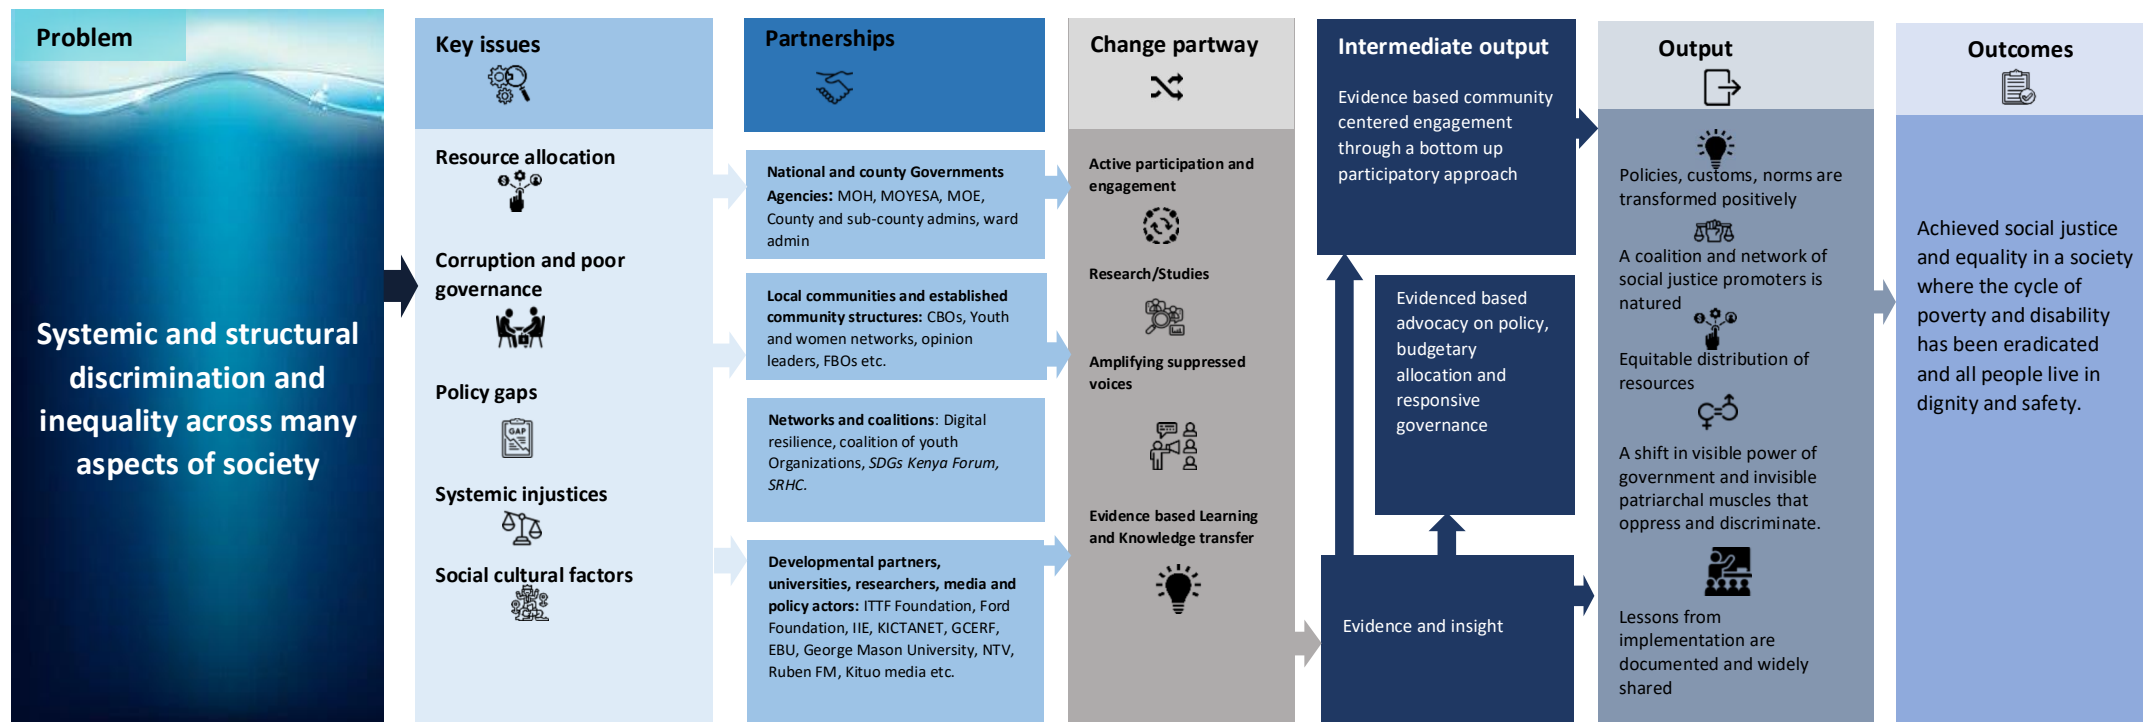 Problem
Systemic and structural
discrimination and
inequality across many
aspects of society
Key issues
Resource allocation
Corruption and poor
governance
Policy gaps
GAP
Systemic injustices
Social cultural factors
Partnerships
National and county Governments
Agencies: MOH, MOYESA, MOE,
County and sub-county admins, ward
admin
Local communities and established
community structures: CBOs, Youth
and women networks, opinion
leaders, FBOs etc.
Networks and coalitions: Digital
resilience, coalition of youth
Organizations, SDGs Kenya Forum,
SRHC.
Developmental partners,
universities, researchers, media and
policy actors: ITTF Foundation, Ford
Foundation, IIE, KICTANET, GCERF,
EBU, George Mason University, NTV,
Ruben FM, Kituo media etc.
Change partway
Active participation and
engagement
Research/Studies
Amplifying suppressed
voices
Evidence based Learning
and Knowledge transfer
Intermediate output
Evidence based community
centered engagement
through a bottom up
participatory approach
Evidenced based
advocacy on policy,
budgetary
allocation and
responsive
governance
Evidence and insight
Output
Policies, customs, norms are
transformed positively
A coalition and network of
social justice promoters is
natured
Equitable distribution of
resources
A shift in visible power of
government and invisible
patriarchal muscles that
oppress and discriminate.
Lessons from
implementation are
documented and widely
shared
Outcomes
Achieved social justice
and equality in a society
where the cycle of
poverty and disability
has been eradicated
and all people live in
dignity and safety.